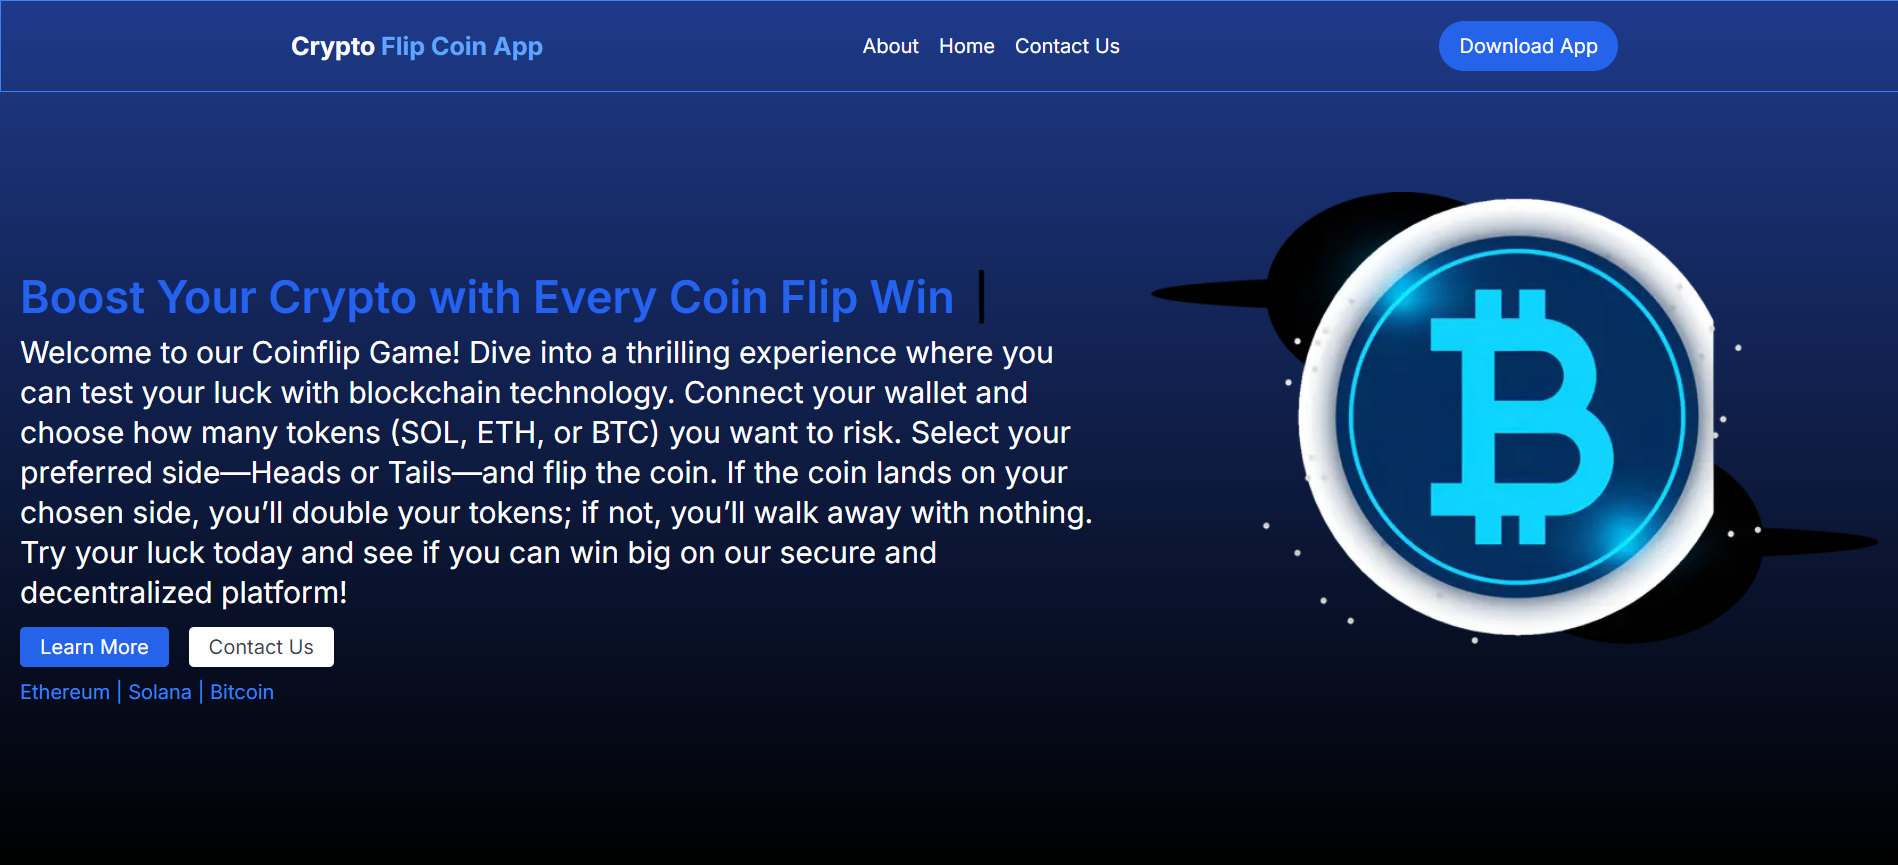 Crypto Flip Coin App
About Home Contact Us
Download App
Boost Your Crypto with Every Coin Flip Win
Welcome to our Coinflip Game! Dive into a thrilling experience where you
can test your luck with blockchain technology. Connect your wallet and
choose how many tokens (SOL, ETH, or BTC) you want to risk. Select your
preferred side—Heads or Tails—and flip the coin. If the coin lands on your
chosen side, you’ll double your tokens; if not, you’ll walk away with nothing.
Try your luck today and see if you can win big on our secure and
decentralized platform!
Learn More Contact Us
Ethereum | Solana | Bitcoin